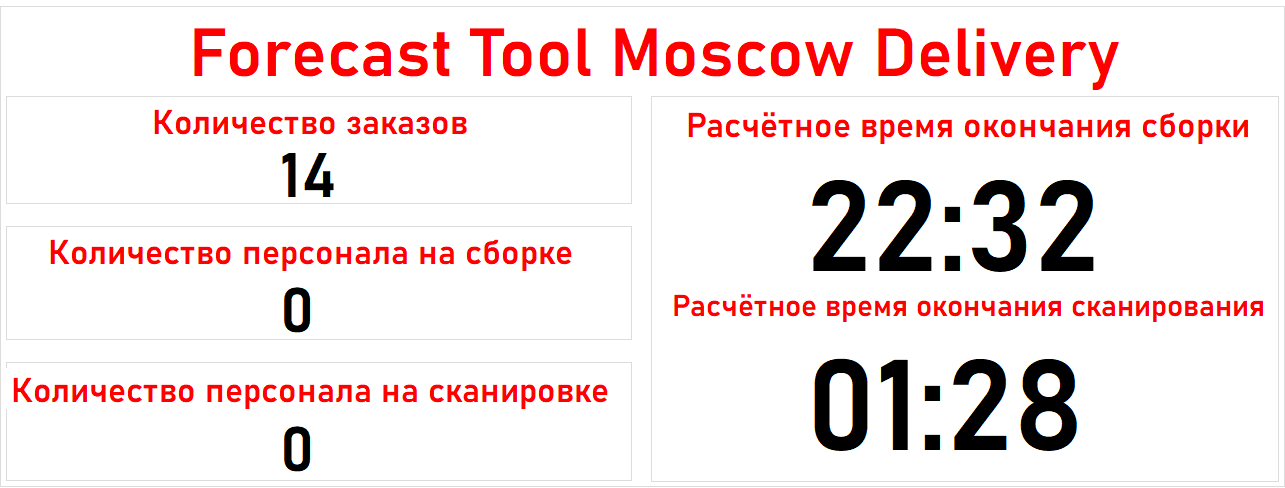 Forecast Tool Moscow Delivery
Количество заказов
14
Количество персонала на сборке
0
Количество персонала на сканировке
0
Расчётное время окончания сборки
22:32
Расчётное время окончания сканирования
01:28